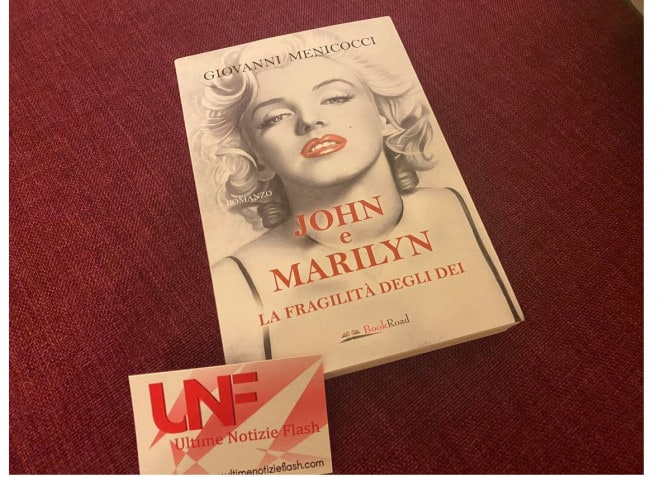 GIOVANNI MENICOCCI
ROMANZO
JOHN
e
MARILYN
LA FRAGILITÀ DEGLI DEI
BookRoad
UNF
Ultime Notizie Flash
.ultimenotizieflash.com